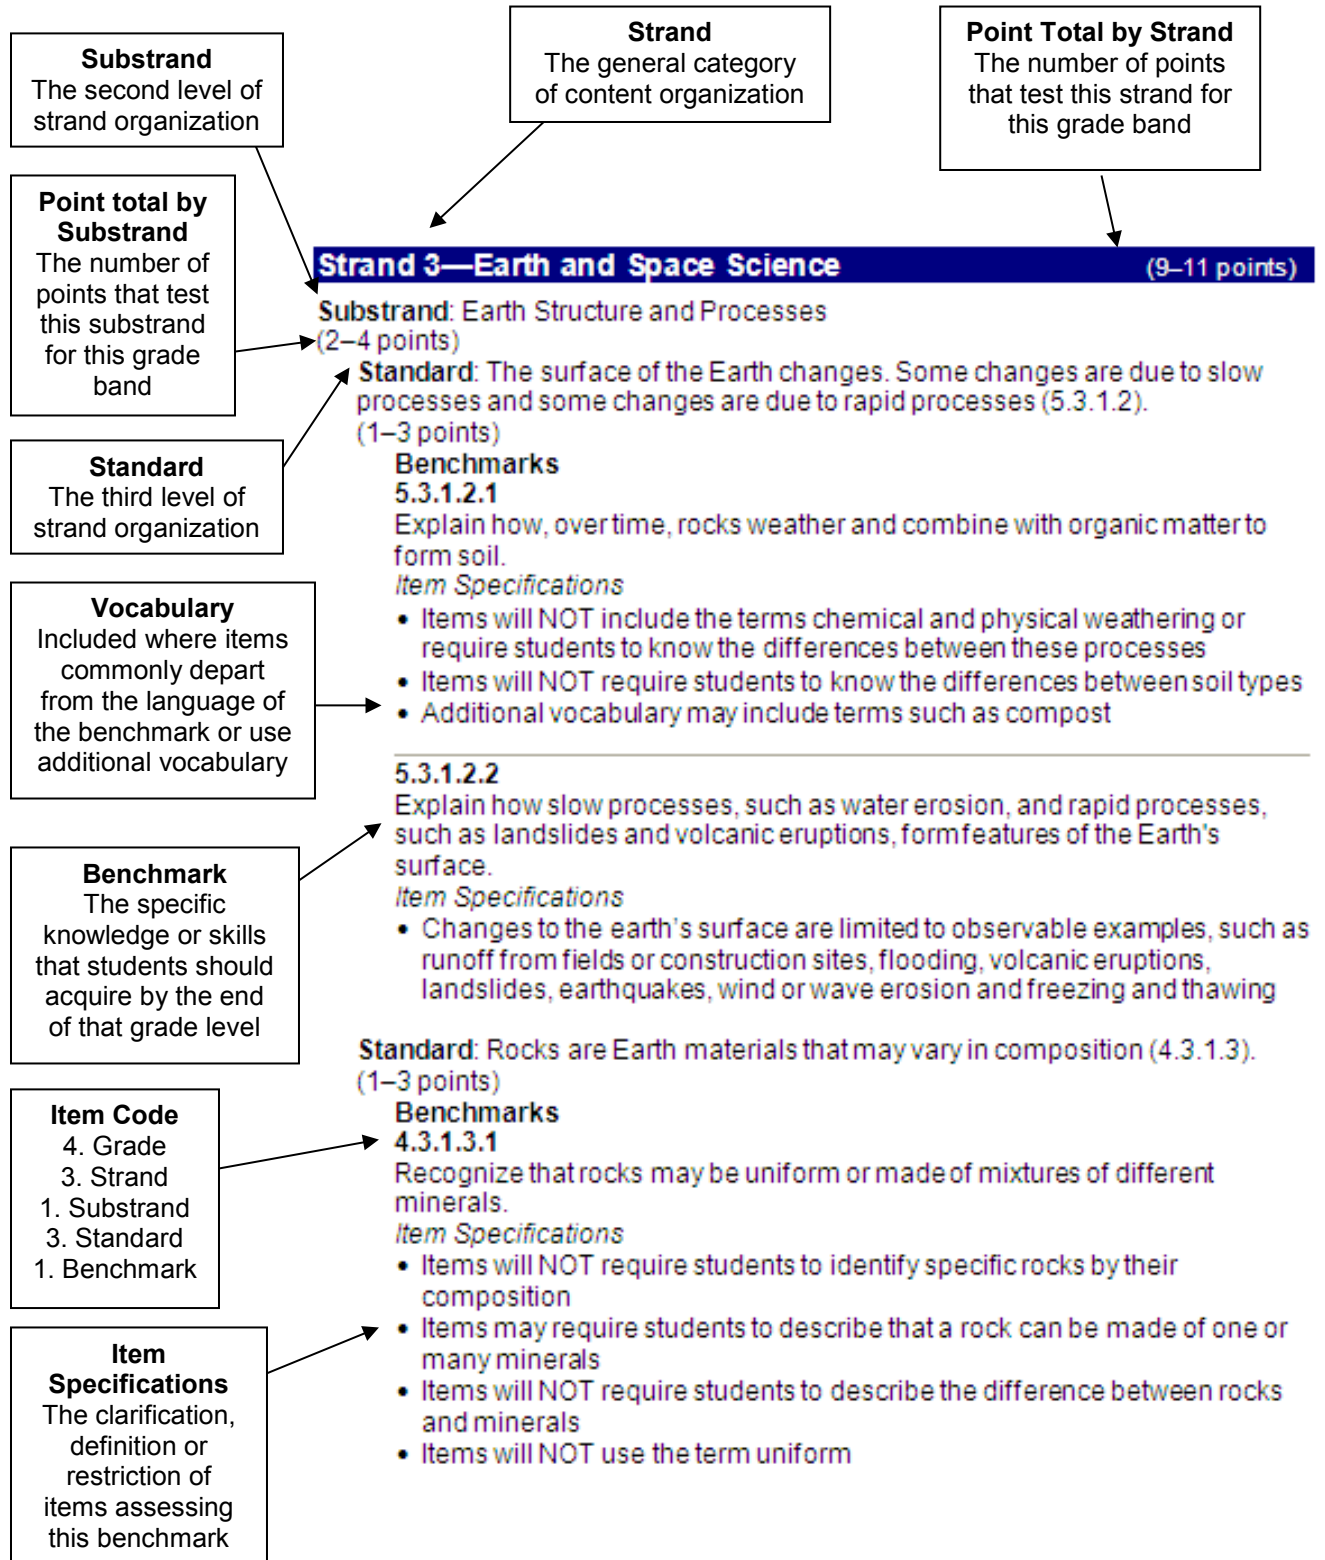 Substrand
The second level of
strand organization
Strand
The general category
of content organization
Point Total by Strand
The number of points
that test this strand for
this grade band
Point total by
Substrand
The number of
points that test
this substrand
for this grade
band
Standard
The third level of
strand organization
Vocabulary
Included where items
commonly depart
from the language of
the benchmark or use
additional vocabulary
Benchmark
The specific
knowledge or skills
that students should
acquire by the end
of that grade level
Item Code
4. Grade
3. Strand
1. Substrand
3. Standard
1. Benchmark
Item
Specifications
The clarification,
definition or
restriction of
items assessing
this benchmark
Strand 3—Earth and Space Science (9–11 points)
Substrand: Earth Structure and Processes
(2–4 points)
Standard: The surface of the Earth changes. Some changes are due to slow
processes and some changes are due to rapid processes (5.3.1.2).
(1–3 points)
Benchmarks
5.3.1.2.1
Explain how, over time, rocks weather and combine with organic matter to
form soil.
Item Specifications
• Items will NOT include the terms chemical and physical weathering or
require students to know the differences between these processes
• Items will NOT require students to know the differences between soil types
• Additional vocabulary may include terms such as compost
5.3.1.2.2
Explain how slow processes, such as water erosion, and rapid processes,
such as landslides and volcanic eruptions, form features of the Earth's
surface.
Item Specifications
• Changes to the earth's surface are limited to observable examples, such as
runoff from fields or construction sites, flooding, volcanic eruptions,
landslides, earthquakes, wind or wave erosion and freezing and thawing
Standard: Rocks are Earth materials that may vary in composition (4.3.1.3).
(1–3 points)
Benchmarks
4.3.1.3.1
Recognize that rocks may be uniform or made of mixtures of different
minerals.
Item Specifications
• Items will NOT require students to identify specific rocks by their
composition
• Items may require students to describe that a rock can be made of one or
many minerals
• Items will NOT require students to describe the difference between rocks
and minerals
• Items will NOT use the term uniform